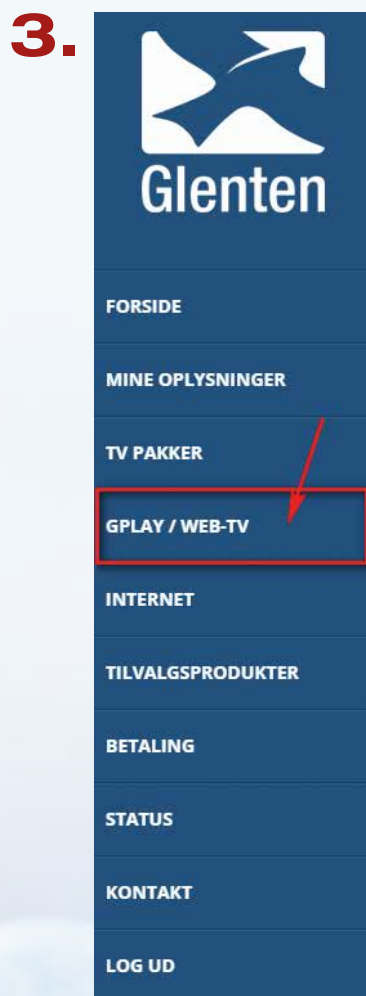 3.
Glenten
FORSIDE
MINE OPLYSNINGER
TV PAKKER
GPLAY / WEB-TV
INTERNET
TILVALGSPRODUKTER
BETALING
STATUS
KONTAKT
LOG UD